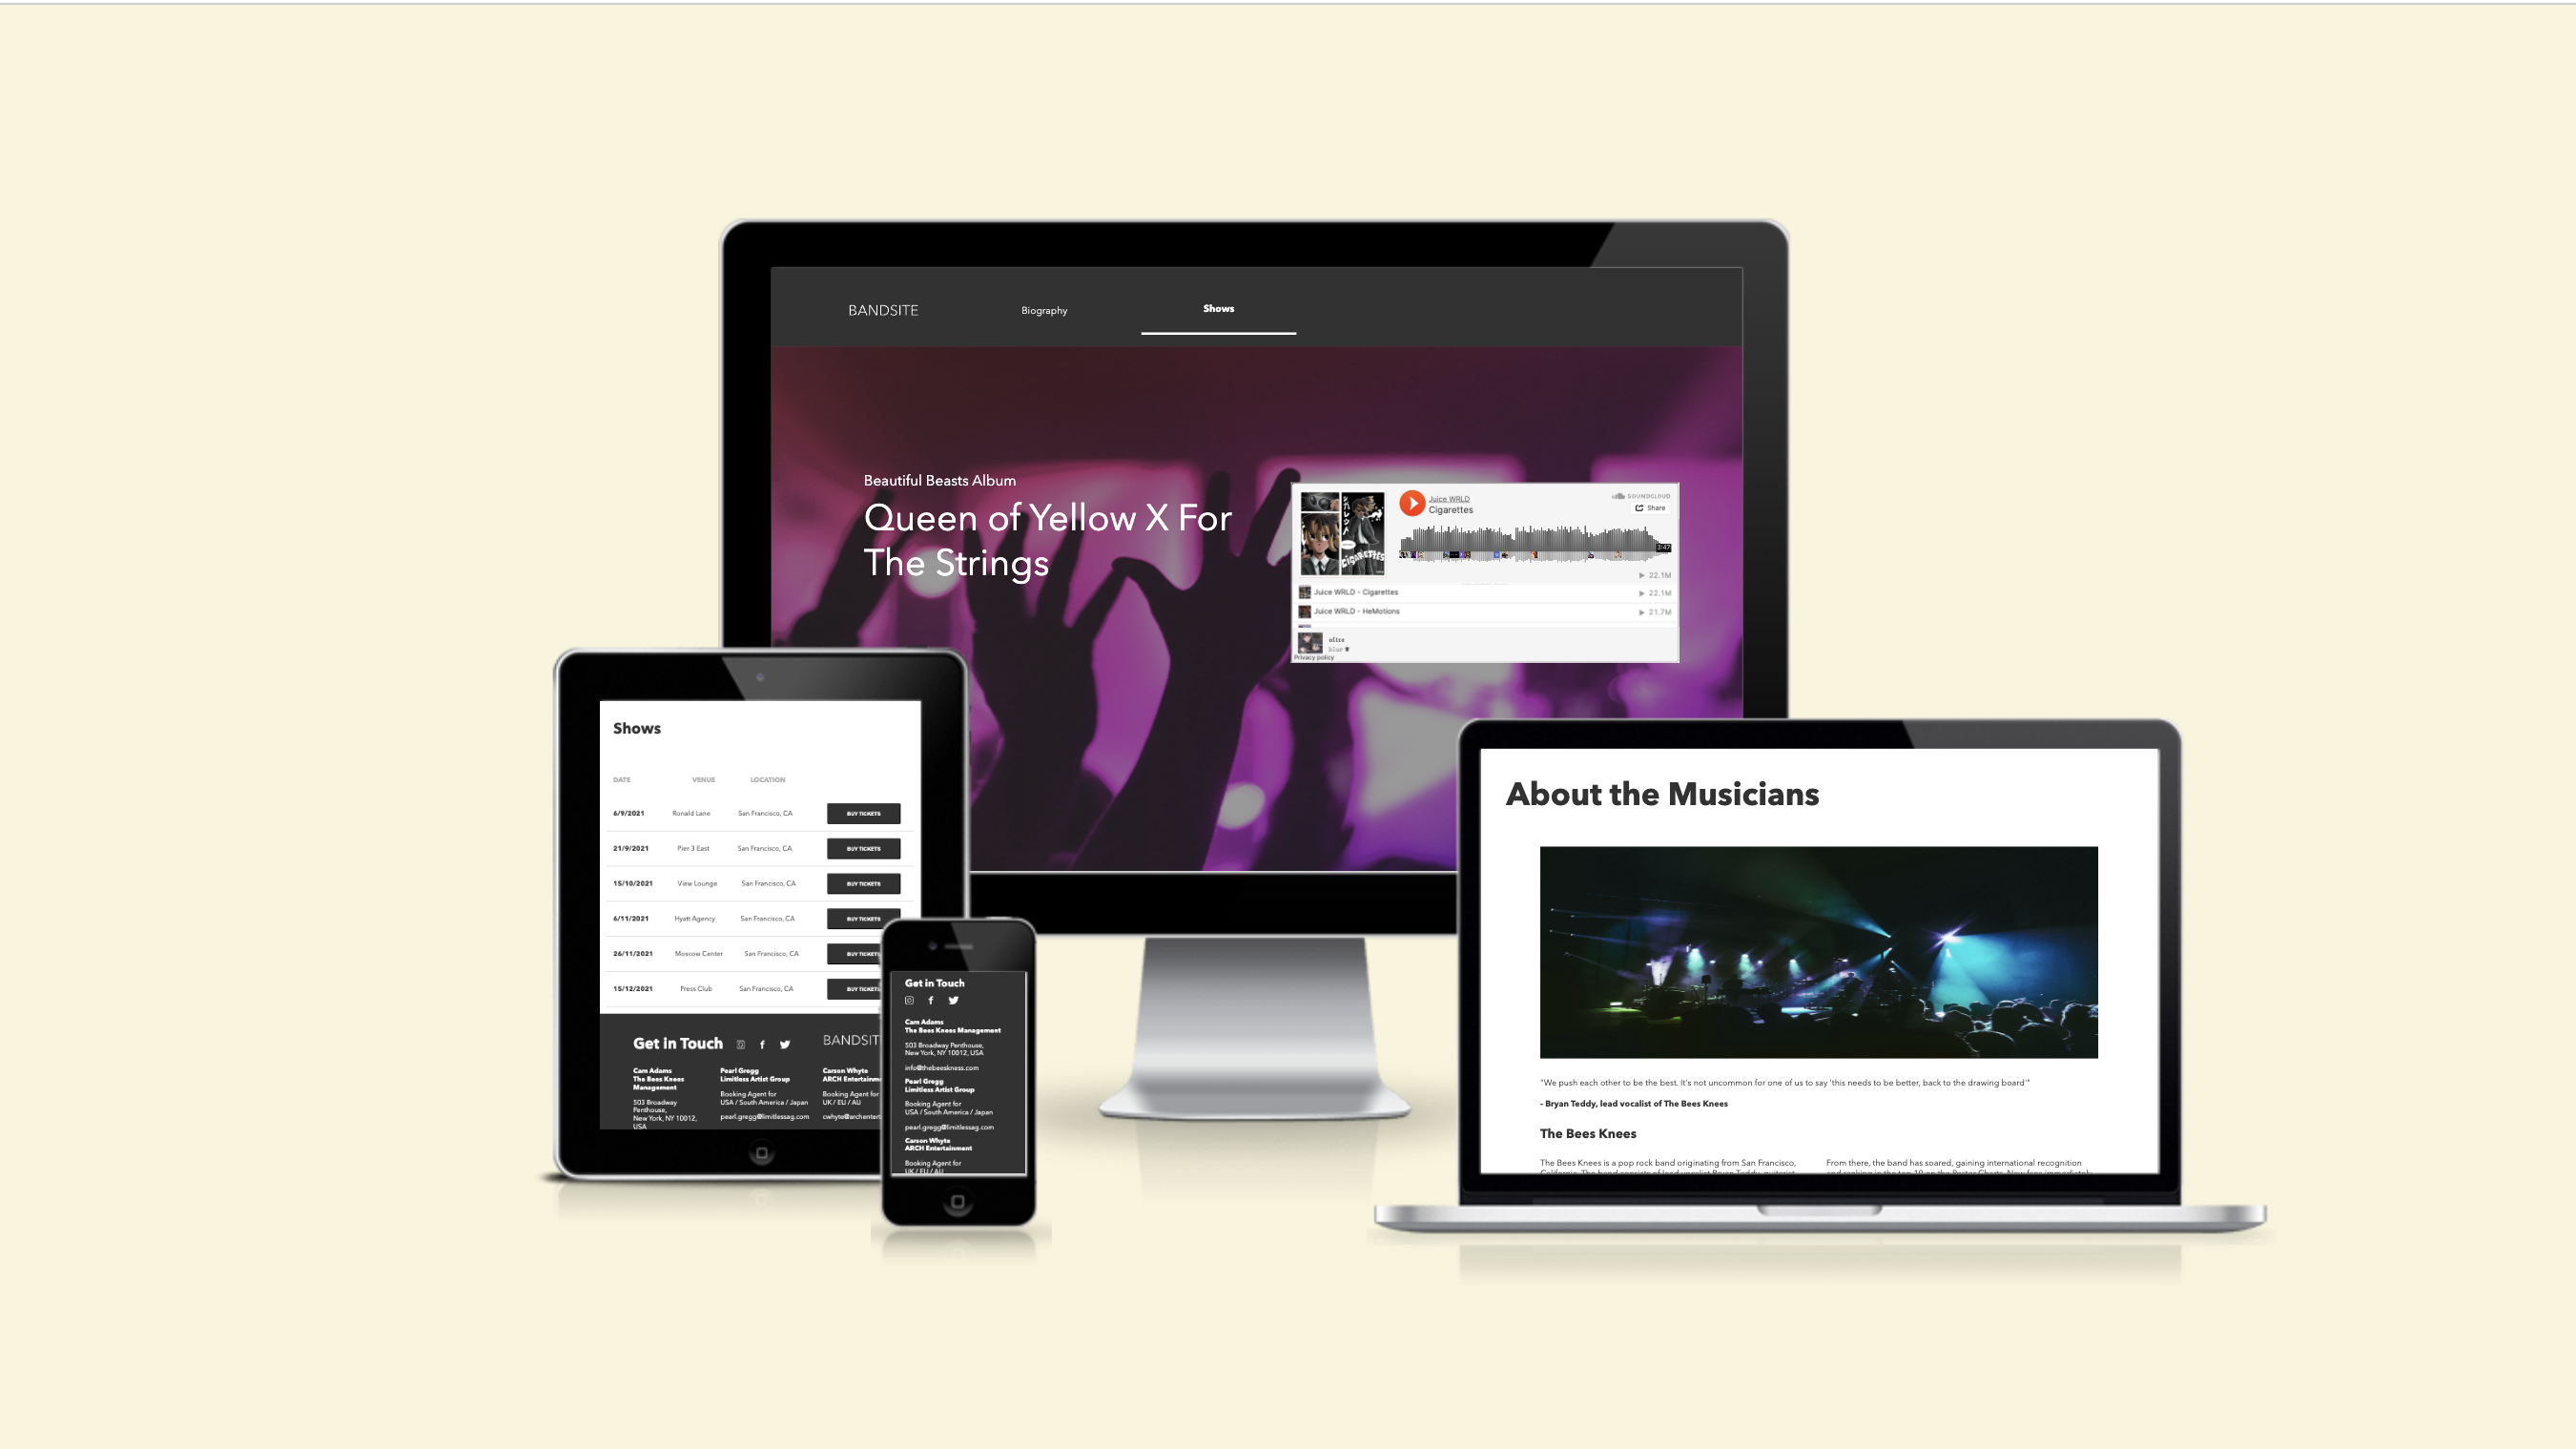 BANDSITE
Biography
Shows
Beautiful Beasts Album
Queen of Yellow X For
The Strings
Juice WRLD
Cigarettes
SOUNDCLOUD
Share
3:47
22.1M
Juice WRLD - Cigarettes
22.1M
Juice WRLD - HeMotions
21.7M
Privacy policy
Shows
DATE VENUE LOCATION
6/9/2021 Ronald Lane San Francisco, CA BUY TICKETS
21/9/2021 Pier 3 East San Francisco, CA BUY TICKETS
15/10/2021 View Lounge San Francisco, CA BUY TICKETS
6/11/2021 Hyatt Agency San Francisco, CA BUY TICKETS
26/11/2021 Moscow Center San Francisco, CA BUY TICKETS
15/12/2021 Press Club San Francisco, CA BUY TICKETS
Get in Touch
BANDSIT
Cam Adams
The Bees Knees
Management
503 Broadway
Penthouse,
New York, NY 10012,
USA
Pearl Gregg
Limitless Artist Group
Booking Agent for
USA / South America / Japan
pearl.gregg@limitlessag.com
Carson Whyte
ARCH Entertainm
Booking Agent for
UK / EU / AU
cwhyte@archentert
Get in Touch
Cam Adams
The Bees Knees Management
503 Broadway Penthouse,
New York, NY 10012, USA
info@thebeeskness.com
Pearl Gregg
Limitless Artist Group
Booking Agent for
USA / South America / Japan
pearl.gregg@limitlessag.com
Carson Whyte
ARCH Entertainment
Booking Agent for
UK / EU / AU
About the Musicians
"We push each other to be the best. It's not uncommon for one of us to say 'this needs to be better, back to the drawing board'"
- Bryan Teddy, lead vocalist of The Bees Knees
The Bees Knees
The Bees Knees is a pop rock band originating from San Francisco,
From there, the band has soared, gaining international recognition